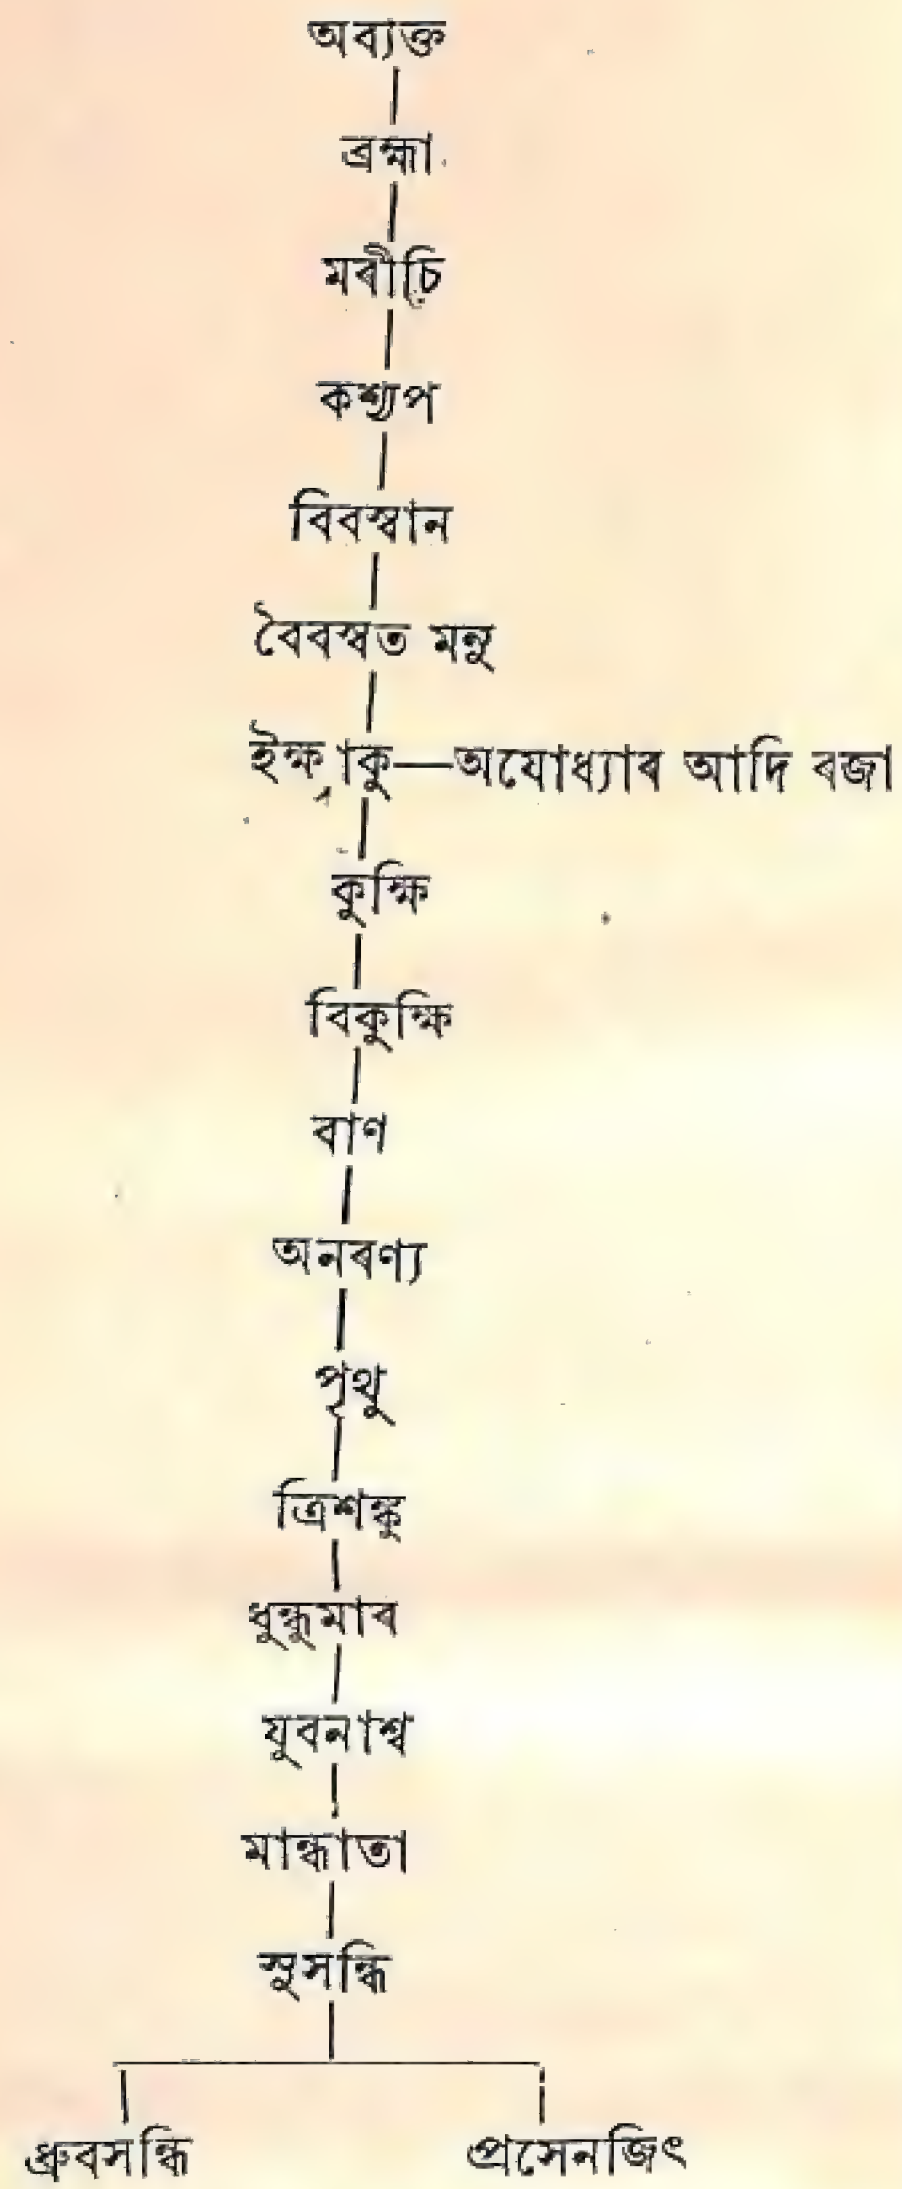 অব্যক্ত
ব্ৰহ্মা
মৰীচি
কশ্যপ
বিবস্বান
বৈবস্বত মনু
ইক্ষ্বাকু—অযোধ্যাৰ আদি ৰজা
কুক্ষি
বিকুক্ষি
বাণ
অনৰণ্য
পৃথু
ত্ৰিশঙ্কু
ধুন্ধুমাৰ
যুবনাশ্ব
মান্ধাতা
সুসন্ধি
ধ্ৰুবসন্ধি প্ৰসেনজিৎ